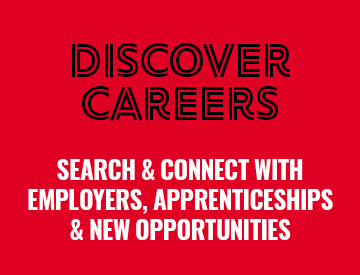 DISCOVER
CAREERS
SEARCH & CONNECT WITH
EMPLOYERS, APPRENTICESHIPS
& NEW OPPORTUNITIES